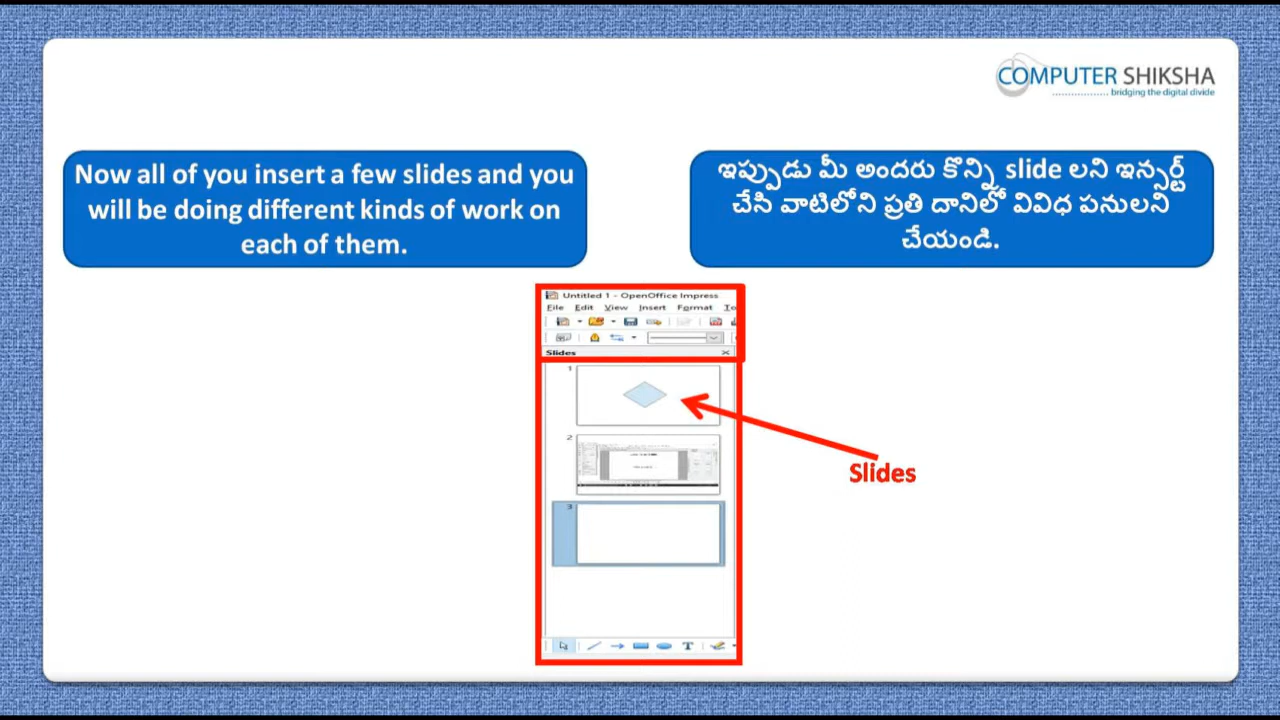 COMPUTER SHIKSHA
bridging the digital divide
Now all of you insert a few slides and you
will be doing different kinds of work on
each of them.
ఇప్పుడు మీ అందరు కొన్ని slide లని ఇన్సర్ట్
చేసి వాటిలోని ప్రతి దానిలో వివిధ పనులని
చేయండి.
Untitled 1 - OpenOffice Impress
File Edit View Insert Format To
Slides
1
2
3
Slides